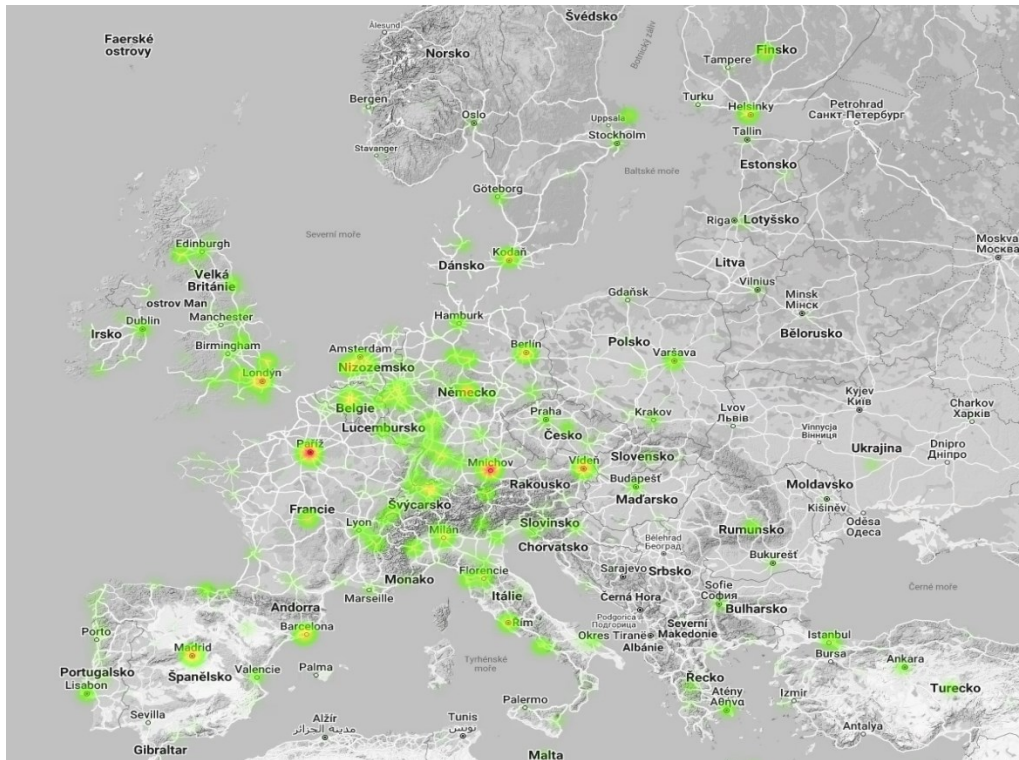 Faerské
ostrovy
Ålesund
Norsko
Švédsko
Botnický záliv
Finsko
Tampere
Bergen
Oslo
Uppsala
Stockholm
Turku
Helsinky
Petrohrad
Санкт-Петербург
Tallin
Stavanger
Estonsko
Baltské moře
Göteborg
Riga
Lotyšsko
Moskva
Москва
Severní moře
Edinburgh
Kodaň
Dánsko
Litva
Velká
Británie
Vilnius
Minsk
Мінск
Gdaňsk
ostrov Man
Hamburk
Dublin
Manchester
Irsko
Bělorusko
Birmingham
Amsterdam
Nizozemsko
Berlín
Polsko
Varšava
Londýn
Německo
Belgie
Kyjev
Київ
Charkov
Харків
Praha
Krakov
Lvov
Львів
Lucembursko
Česko
Vinnycja
Вінниця
Ukrajina
Dnipro
Дніпро
Paříž
Mnichov
Vídeň
Slovensko
Rakousko
Budapešť
Maďarsko
Moldavsko
Kišiněv
Švýcarsko
Francie
Lyon
Milán
Slovinsko
Rumunsko
Oděsa
Одеса
Chorvatsko
Bělehrad
Београд
Bukurešť
Monako
Florencie
Sarajevo
Srbsko
Sofie
София
Černé moře
Marseille
Andorra
Itálie
Černá Hora
Bulharsko
Podgorica
Подгорица
Severní
Makedonie
Porto
Barcelona
Řím
Okres Tirané
Albánie
Istanbul
Bursa
Madrid
Portugalsko
Španělsko
Valencie
Palma
Tyrhénské
moře
Ankara
Lisabon
Řecko
Turecko
Atény
Αθήνα
Izmir
Palermo
Sevilla
Alžír
مدينة الجزائر
Tunis
تونس
Antalya
Gibraltar
Malta